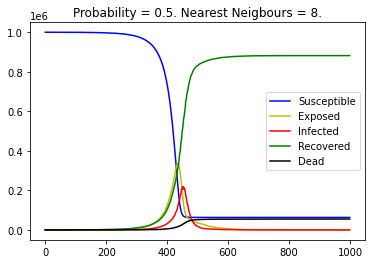 Probability = 0.5. Nearest Neigbours = 8.
1e6
1.0
0.8
0.6
0.4
0.2
0.0
Susceptible
Exposed
Infected
Recovered
Dead
0 200 400 600 800 1000